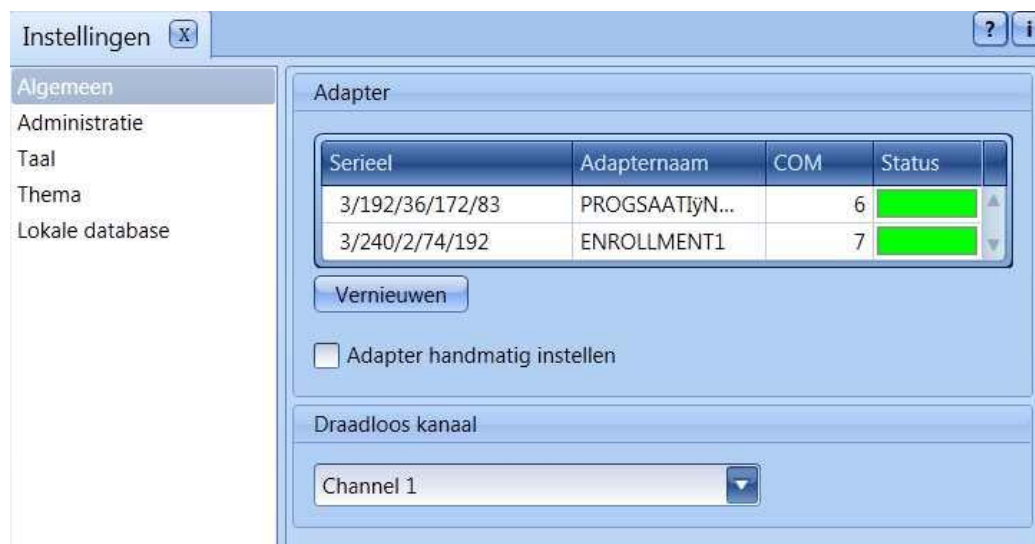 Instellingen X ? i
Algemeen
Administratie
Taal
Thema
Lokale database
Adapter
Serieel Adapternaam COM Status
3/192/36/172/83 PROGSAATIÿN... 6
3/240/2/74/192 ENROLLMENT1 7
Vernieuwen
Adapter handmatig instellen
Draadloos kanaal
Channel 1